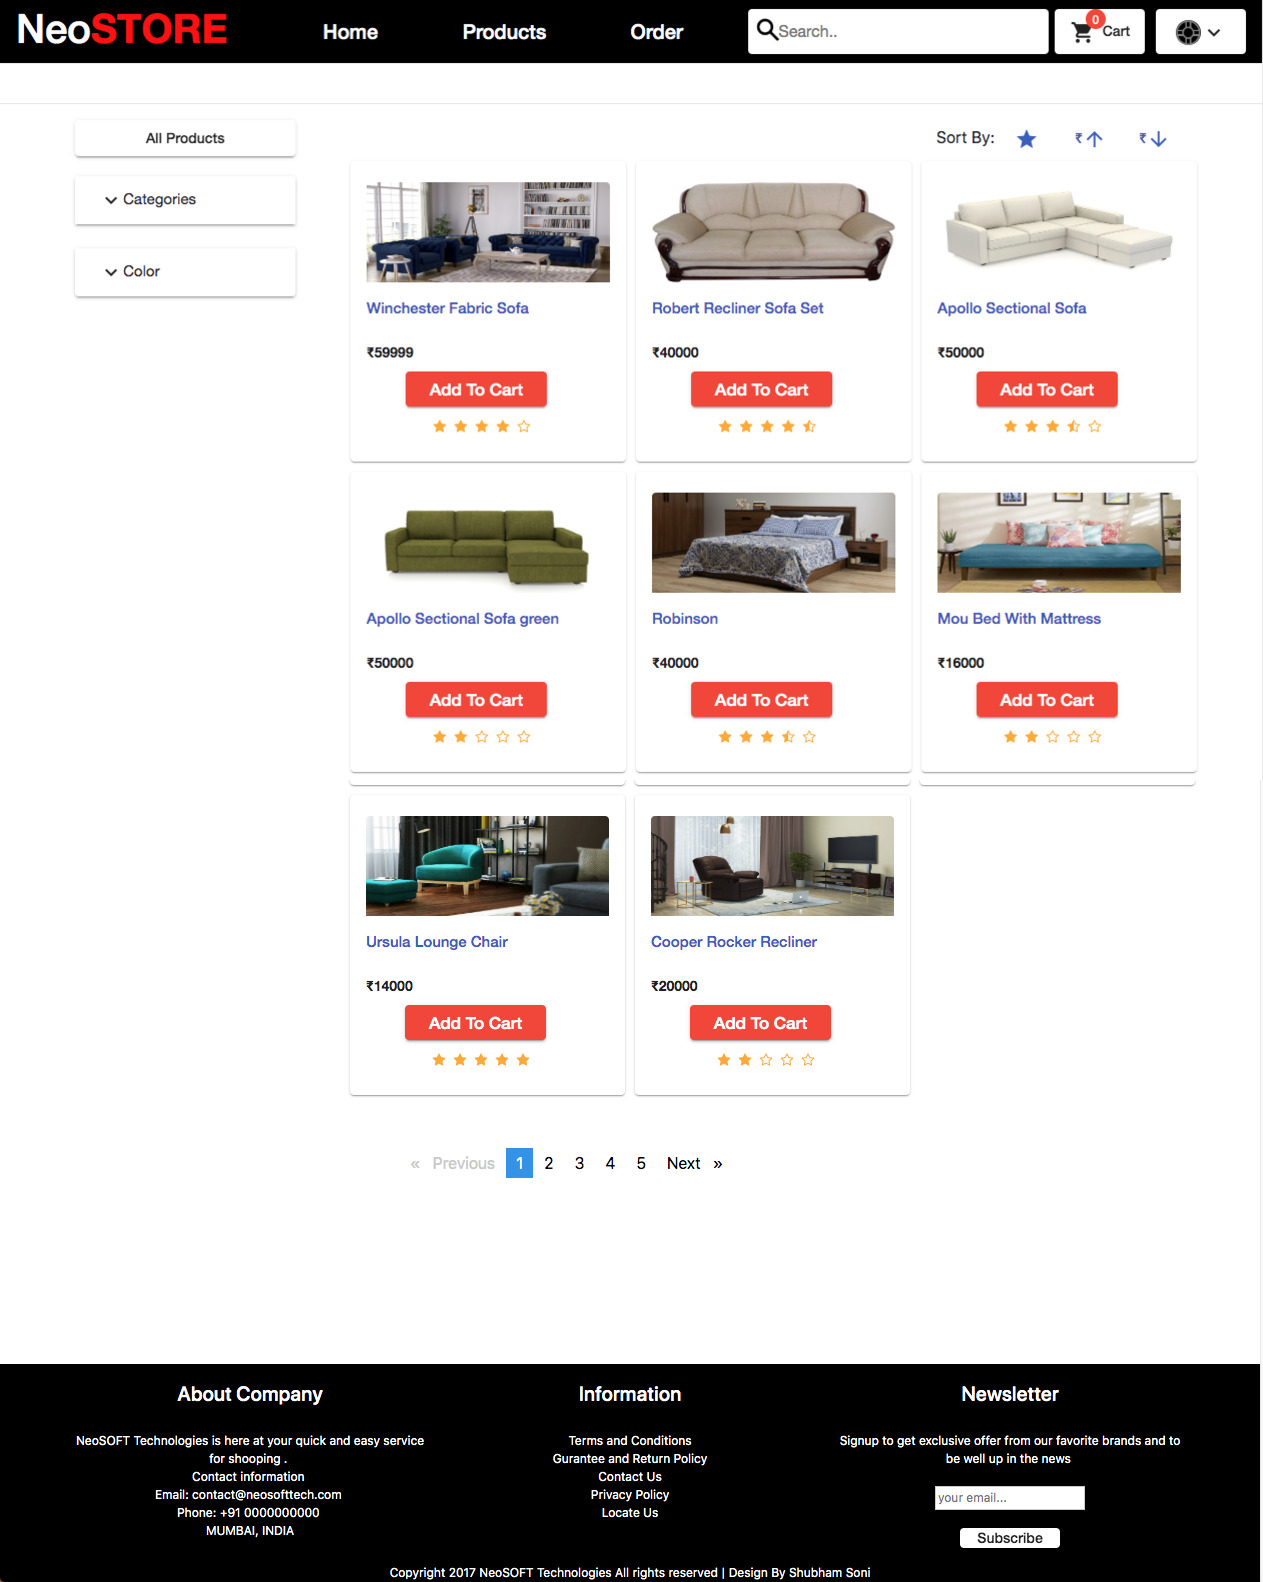 NeoSTORE Home Products Order Search.. 0 Cart
All Products
Sort By: ₹ ₹
Categories
Color
Winchester Fabric Sofa Robert Recliner Sofa Set Apollo Sectional Sofa
₹59999 ₹40000 ₹50000
Add To Cart Add To Cart Add To Cart
Apollo Sectional Sofa green Robinson Mou Bed With Mattress
₹50000 ₹40000 ₹16000
Add To Cart Add To Cart Add To Cart
Ursula Lounge Chair Cooper Rocker Recliner
₹14000 ₹20000
Add To Cart Add To Cart
« Previous 1 2 3 4 5 Next »
About Company
NeoSOFT Technologies is here at your quick and easy service
for shooping .
Contact information
Email: contact@neosofttech.com
Phone: +91 0000000000
MUMBAI, INDIA
Information
Terms and Conditions
Gurantee and Return Policy
Contact Us
Privacy Policy
Locate Us
Newsletter
Signup to get exclusive offer from our favorite brands and to
be well up in the news
your email...
Subscribe
Copyright 2017 NeoSOFT Technologies All rights reserved | Design By Shubham Soni